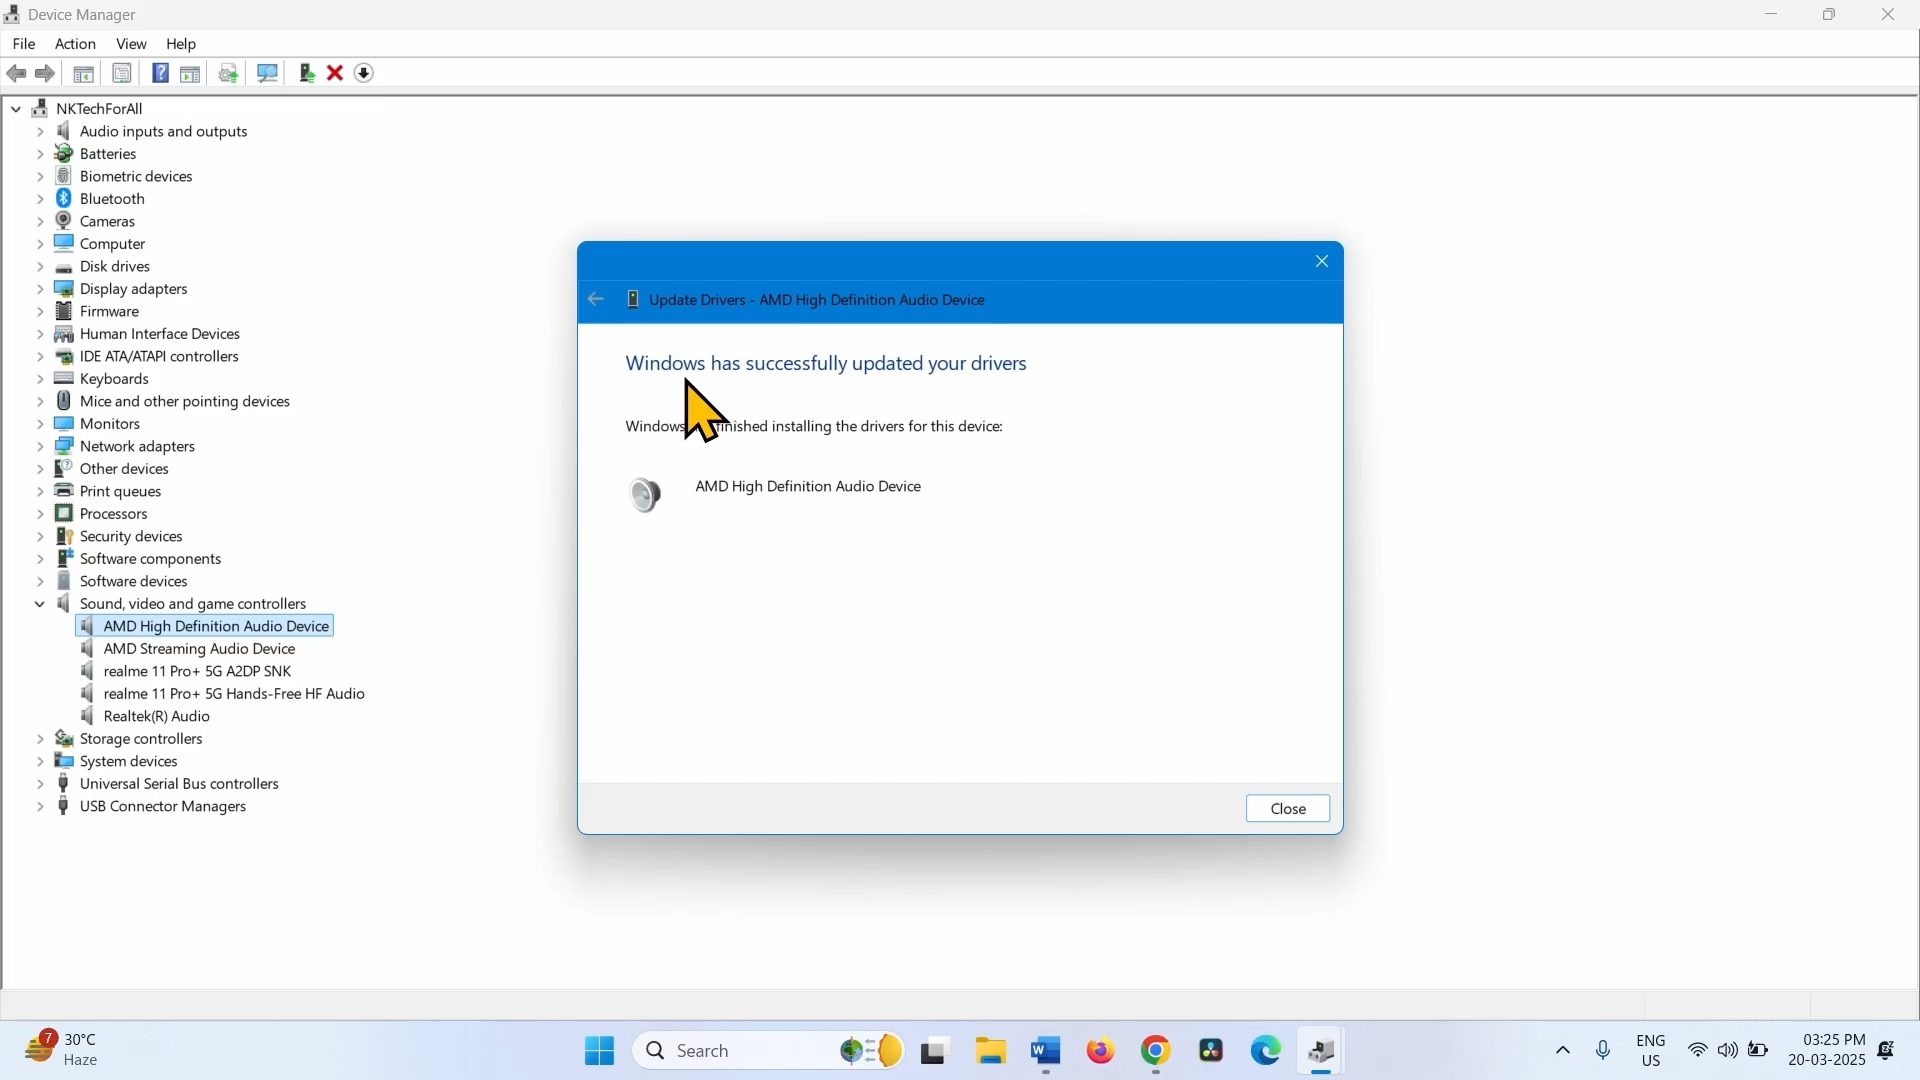 Device Manager
File Action View Help
NKTechForAll
Audio inputs and outputs
Batteries
Biometric devices
Bluetooth
Cameras
Computer
Disk drives
Display adapters
Firmware
Human Interface Devices
IDE ATA/ATAPI controllers
Keyboards
Mice and other pointing devices
Monitors
Network adapters
Other devices
Print queues
Processors
Security devices
Software components
Software devices
Sound, video and game controllers
AMD High Definition Audio Device
AMD Streaming Audio Device
realme 11 Pro+ 5G A2DP SNK
realme 11 Pro+ 5G Hands-Free HF Audio
Realtek(R) Audio
Storage controllers
System devices
Universal Serial Bus controllers
USB Connector Managers
Update Drivers - AMD High Definition Audio Device
Windows has successfully updated your drivers
Windows finished installing the drivers for this device:
AMD High Definition Audio Device
Close
7
30°C
Haze
Search
ENG
US
03:25 PM
20-03-2025